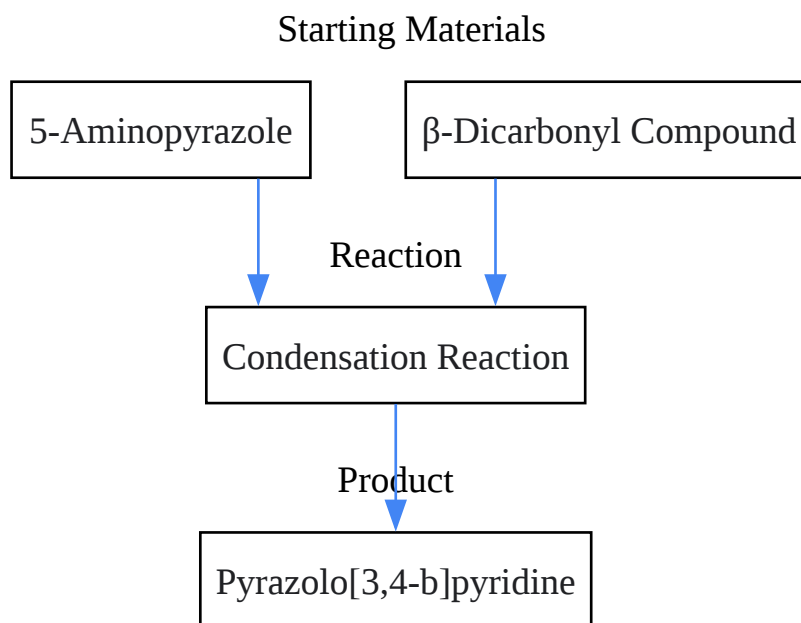 Starting Materials
5-Aminopyrazole
β-Dicarbonyl Compound
Reaction
Condensation Reaction
Product
Pyrazolo[3,4-b]pyridine